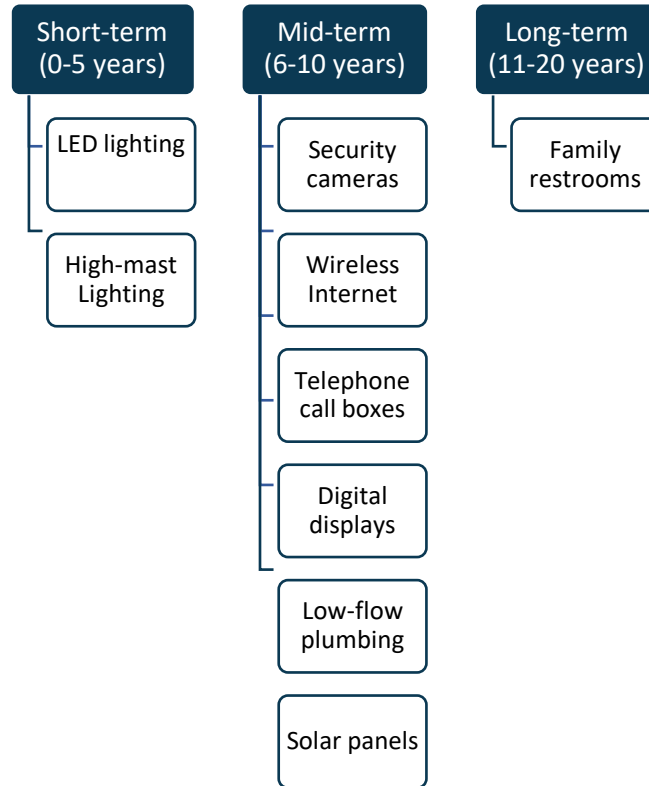 Short-term
(0-5 years)
LED lighting
High-mast
Lighting
Mid-term
(6-10 years)
Security
cameras
Wireless
Internet
Telephone
call boxes
Digital
displays
Low-flow
plumbing
Solar panels
Long-term
(11-20 years)
Family
restrooms